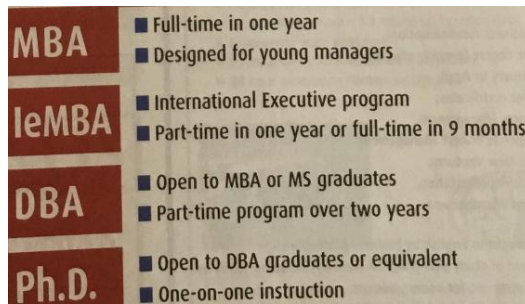 MBA
Full-time in one year
Designed for young managers
IeMBA
International Executive program
Part-time in one year or full-time in 9 months
DBA
Open to MBA or MS graduates
Part-time program over two years
Ph.D.
Open to DBA graduates or equivalent
One-on-one instruction